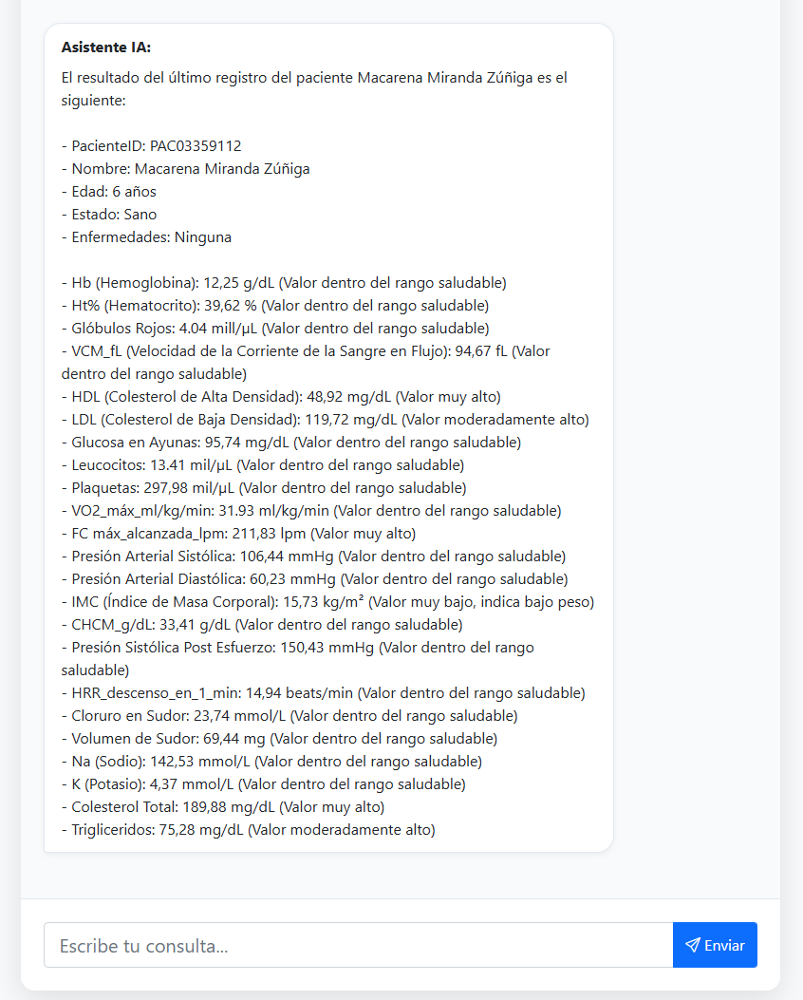 Asistente IA:
El resultado del último registro del paciente Macarena Miranda Zúñiga es el
siguiente:
- PacienteID: PAC03359112
- Nombre: Macarena Miranda Zúñiga
- Edad: 6 años
- Estado: Sano
- Enfermedades: Ninguna
- Hb (Hemoglobina): 12,25 g/dL (Valor dentro del rango saludable)
- Ht% (Hematocrito): 39,62 % (Valor dentro del rango saludable)
- Glóbulos Rojos: 4.04 mill/µL (Valor dentro del rango saludable)
- VCM_fL (Velocidad de la Corriente de la Sangre en Flujo): 94,67 fL (Valor
dentro del rango saludable)
- HDL (Colesterol de Alta Densidad): 48,92 mg/dL (Valor muy alto)
- LDL (Colesterol de Baja Densidad): 119,72 mg/dL (Valor moderadamente alto)
- Glucosa en Ayunas: 95,74 mg/dL (Valor dentro del rango saludable)
- Leucocitos: 13.41 mil/µL (Valor dentro del rango saludable)
- Plaquetas: 297,98 mil/µL (Valor dentro del rango saludable)
- VO2_máx_ml/kg/min: 31.93 ml/kg/min (Valor dentro del rango saludable)
- FC máx_alcanzada_lpm: 211,83 lpm (Valor muy alto)
- Presión Arterial Sistólica: 106,44 mmHg (Valor dentro del rango saludable)
- Presión Arterial Diastólica: 60,23 mmHg (Valor dentro del rango saludable)
- IMC (Índice de Masa Corporal): 15,73 kg/m² (Valor muy bajo, indica bajo peso)
- CHCM_g/dL: 33,41 g/dL (Valor dentro del rango saludable)
- Presión Sistólica Post Esfuerzo: 150,43 mmHg (Valor dentro del rango
saludable)
- HRR_descenso_en_1_min: 14,94 beats/min (Valor dentro del rango saludable)
- Cloruro en Sudor: 23,74 mmol/L (Valor dentro del rango saludable)
- Volumen de Sudor: 69,44 mg (Valor dentro del rango saludable)
- Na (Sodio): 142,53 mmol/L (Valor dentro del rango saludable)
- K (Potasio): 4,37 mmol/L (Valor dentro del rango saludable)
- Colesterol Total: 189,88 mg/dL (Valor muy alto)
- Trigliceridos: 75,28 mg/dL (Valor moderadamente alto)
Escribe tu consulta...
Enviar